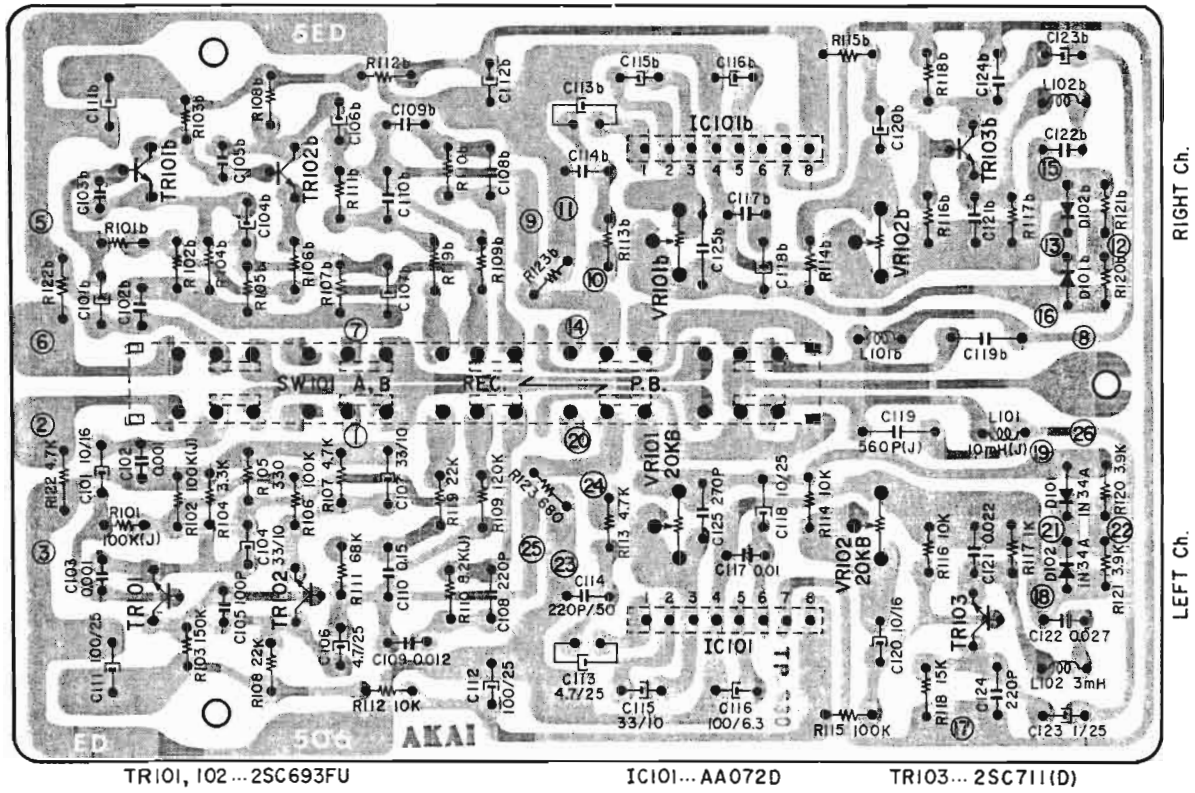 5ED
C111b
R103b
R108b
R112b
C112b
C106b
C109b
C113b
C115b
C116b
R115b
R118b
C124b
C123b
L102b
IC101b
C120b
TR103b
C122b
TR101b
C105b
TR102b
R111b
C110b
R110b
C108b
C114b
1 2 3 4 5 6 7 8
⑮
C103b
C104b
⑤
R101b
R102b
R104b
R105b
R106b
R107b
C107b
R119b
R109b
⑨
⑪
R113b
R123b
⑩
VR101b
C125b
C117b
C118b
R114b
VR102b
R116b
C121b
R117b
D102b
R121b
⑬
⑫
D101b
R120b
R122b
C101b
C102b
RIGHT Ch.
⑥
⑦
⑭
⑯
⑧
L101b
C119b
SW101 A.B
REC.
P.B.
②
①
⑳
C119
560P(J)
L101
10mH(J)
㉖
⑲
R122 4.7K
C101 10/16
C102 0.001
R101
100K(J)
R102 100K(J)
R104 3.3K
R105 330
R106 100K
R107 4.7K
C107 33/10
R119 22K
R109 120K
R123 680
㉔
R113 4.7K
VR101
20KB
C125 270P
C118 10/25
R114 10K
VR102
20KB
R116 10K
C121 0.022
R117 1K
D101
IN34A
R120 3.9K
㉑
㉒
D102
IN34A
R121 3.9K
⑱
③
C103
0.001
TR101
C104
33/10
C105 10P
TR102
R111 68K
C110 0.15
R110 8.2K(J)
C108 220P
㉕
㉓
C114
220P/50
C117 0.01
1 2 3 4 5 6 7 8
IC101
TR103
C122 0.027
LEFT Ch.
C111 100/25
R103 150K
R108 22K
C106
4.7/25
C109 0.012
C112
100/25
C113
4.7/25
C115
33/10
C116
100/6.3
C120 10/16
R115 100K
R118 15K
C124
220P
⑰
L102 3mH
C123 1/25
R112 10K
ED
506
AKAI
TR101, 102...2SC693FU
IC101...AA072D
TR103...2SC711(D)